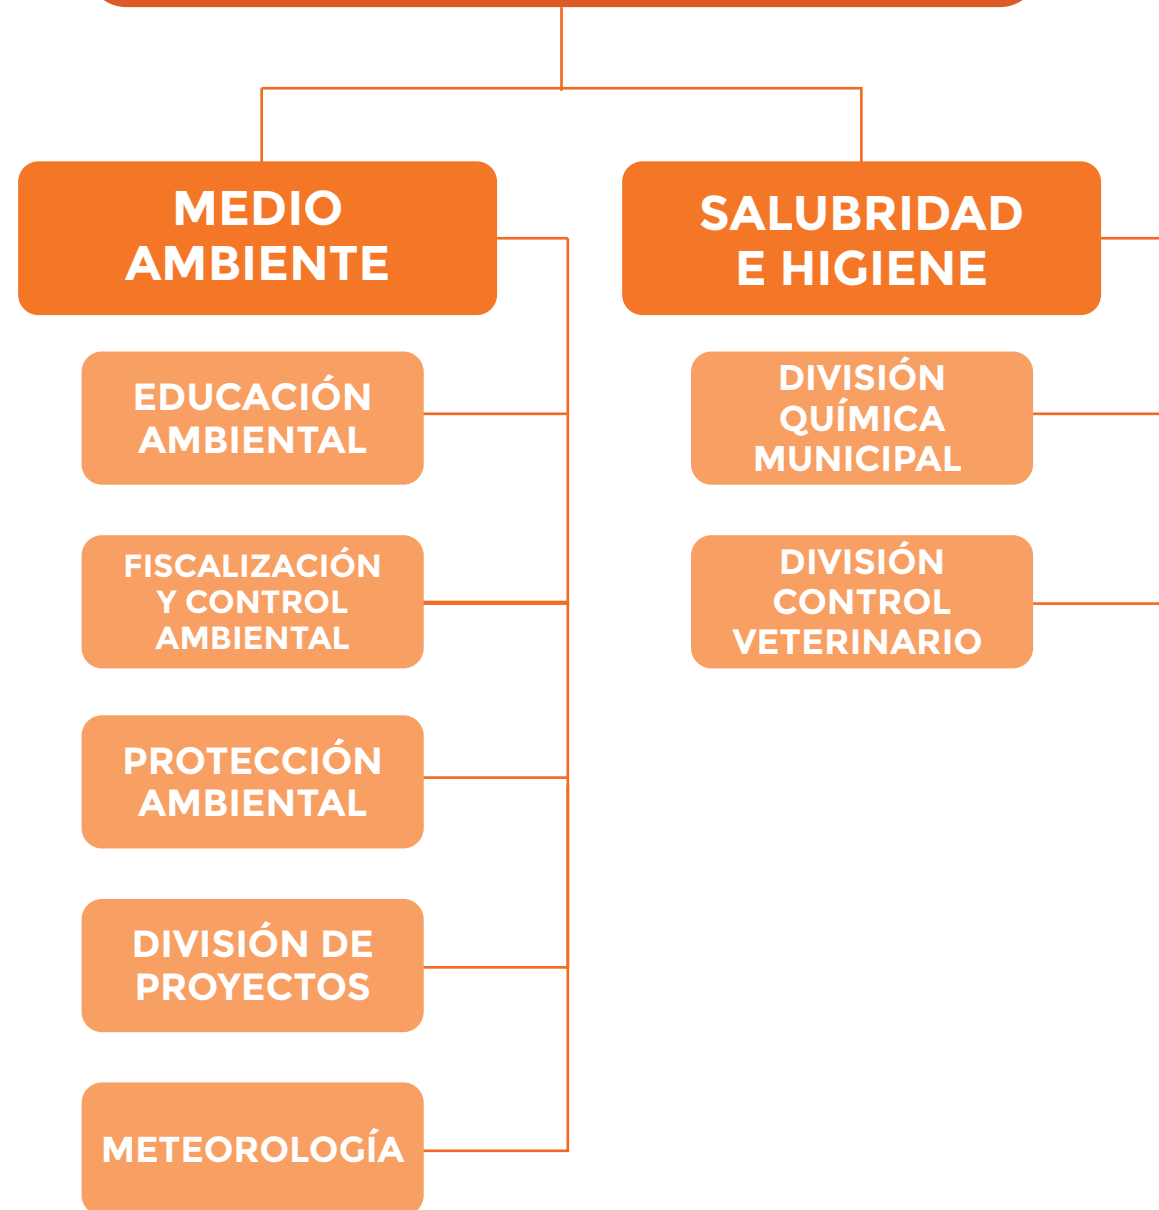 MEDIO
AMBIENTE
EDUCACIÓN
AMBIENTAL
FISCALIZACIÓN
Y CONTROL
AMBIENTAL
PROTECCIÓN
AMBIENTAL
DIVISIÓN DE
PROYECTOS
METEOROLOGÍA
SALUBRIDAD
E HIGIENE
DIVISIÓN
QUÍMICA
MUNICIPAL
DIVISIÓN
CONTROL
VETERINARIO